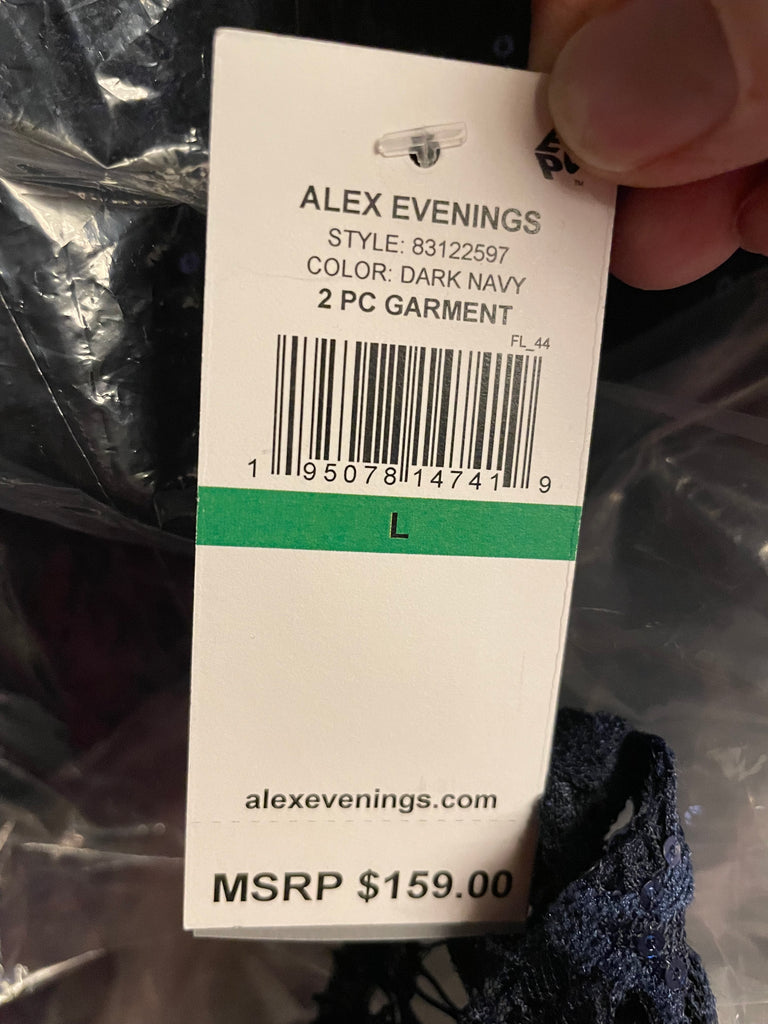 ALEX EVENINGS
STYLE: 83122597
COLOR: DARK NAVY
2 PC GARMENT
FL_44
1 95078 14741 9
L
alexevenings.com
MSRP $159.00